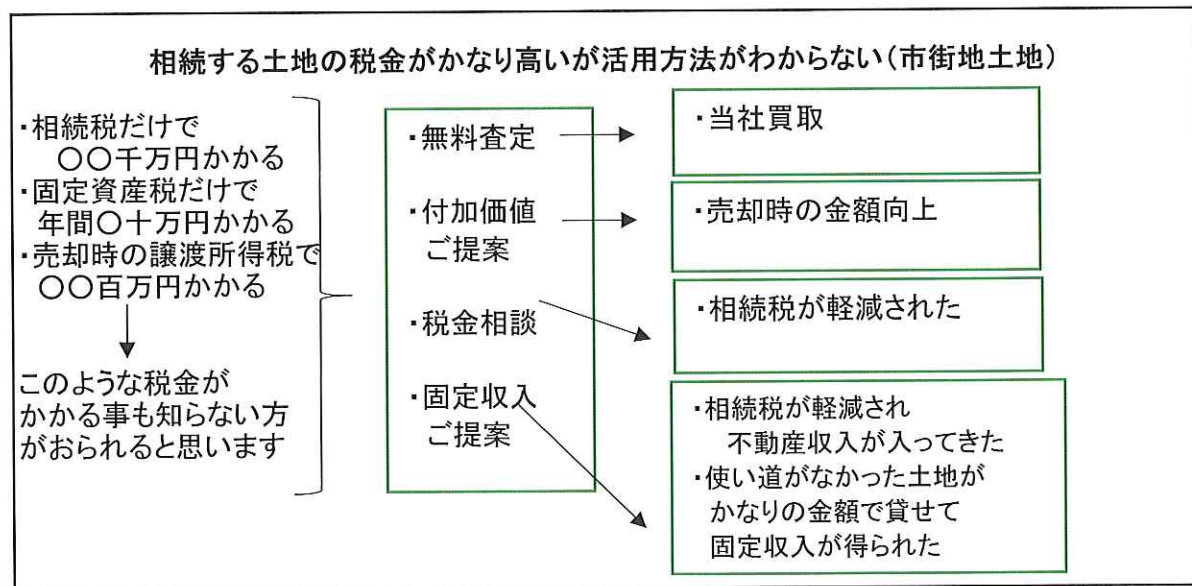 相続する土地の税金がかなり高いが活用方法がわからない(市街地土地)
・相続税だけで
〇〇千万円かかる
・固定資産税だけで
年間〇十万円かかる
・売却時の譲渡所得税で
〇〇百万円かかる
このような税金が
かかる事も知らない方
がおられると思います
・無料査定
・付加価値
ご提案
・税金相談
・固定収入
ご提案
・当社買取
・売却時の金額向上
・相続税が軽減された
・相続税が軽減され
不動産収入が入ってきた
・使い道がなかった土地が
かなりの金額で貸せて
固定収入が得られた